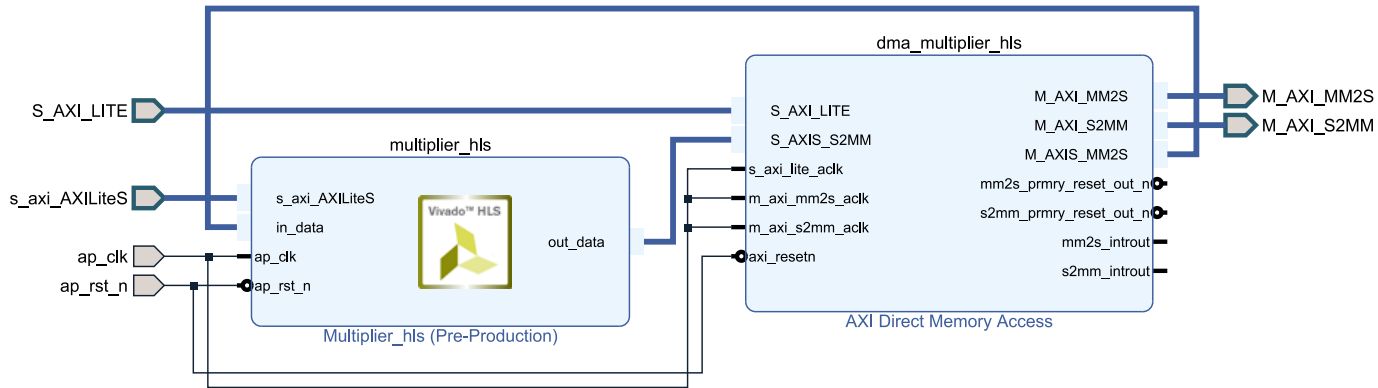 dma_multiplier_hls
S_AXI_LITE
S_AXI_LITE
S_AXIS_S2MM
s_axi_lite_aclk
m_axi_mm2s_aclk
m_axi_s2mm_aclk
axi_resetn
M_AXI_MM2S
M_AXI_S2MM
M_AXIS_MM2S
mm2s_prmry_reset_out_n
s2mm_prmry_reset_out_n
mm2s_introut
s2mm_introut
AXI Direct Memory Access
M_AXI_MM2S
M_AXI_S2MM
multiplier_hls
s_axi_AXILiteS
ap_clk
ap_rst_n
s_axi_AXILiteS
in_data
ap_clk
ap_rst_n
Vivado™ HLS
out_data
Multiplier_hls (Pre-Production)